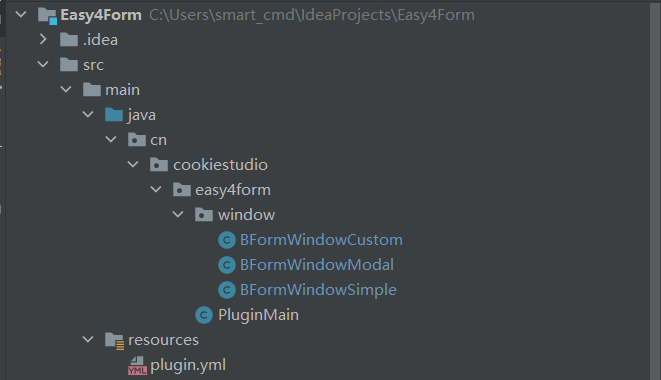 Easy4Form C:\Users\smart_cmd\IdeaProjects\Easy4Form
.idea
src
main
java
cn
cookiestudio
easy4form
window
BFormWindowCustom
BFormWindowModal
BFormWindowSimple
PluginMain
resources
YML plugin.yml